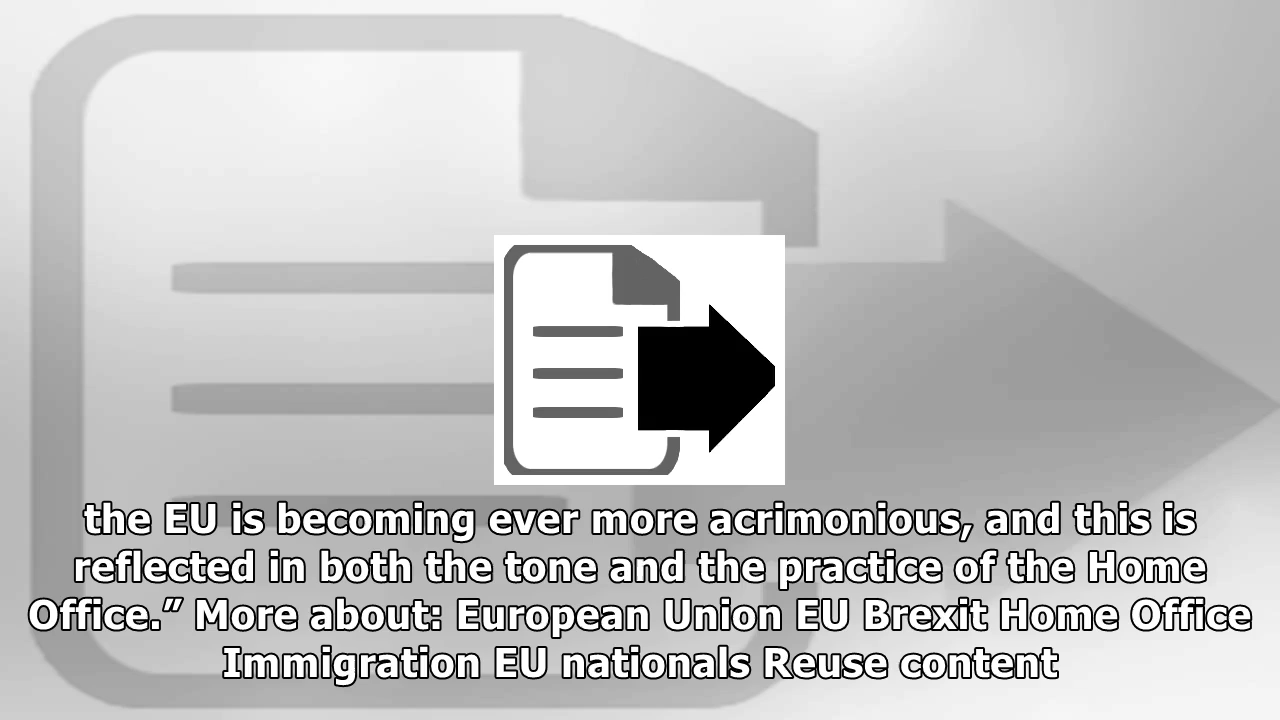 the EU is becoming ever more acrimonious, and this is
reflected in both the tone and the practice of the Home
Office.” More about: European Union EU Brexit Home Office
Immigration EU nationals Reuse content